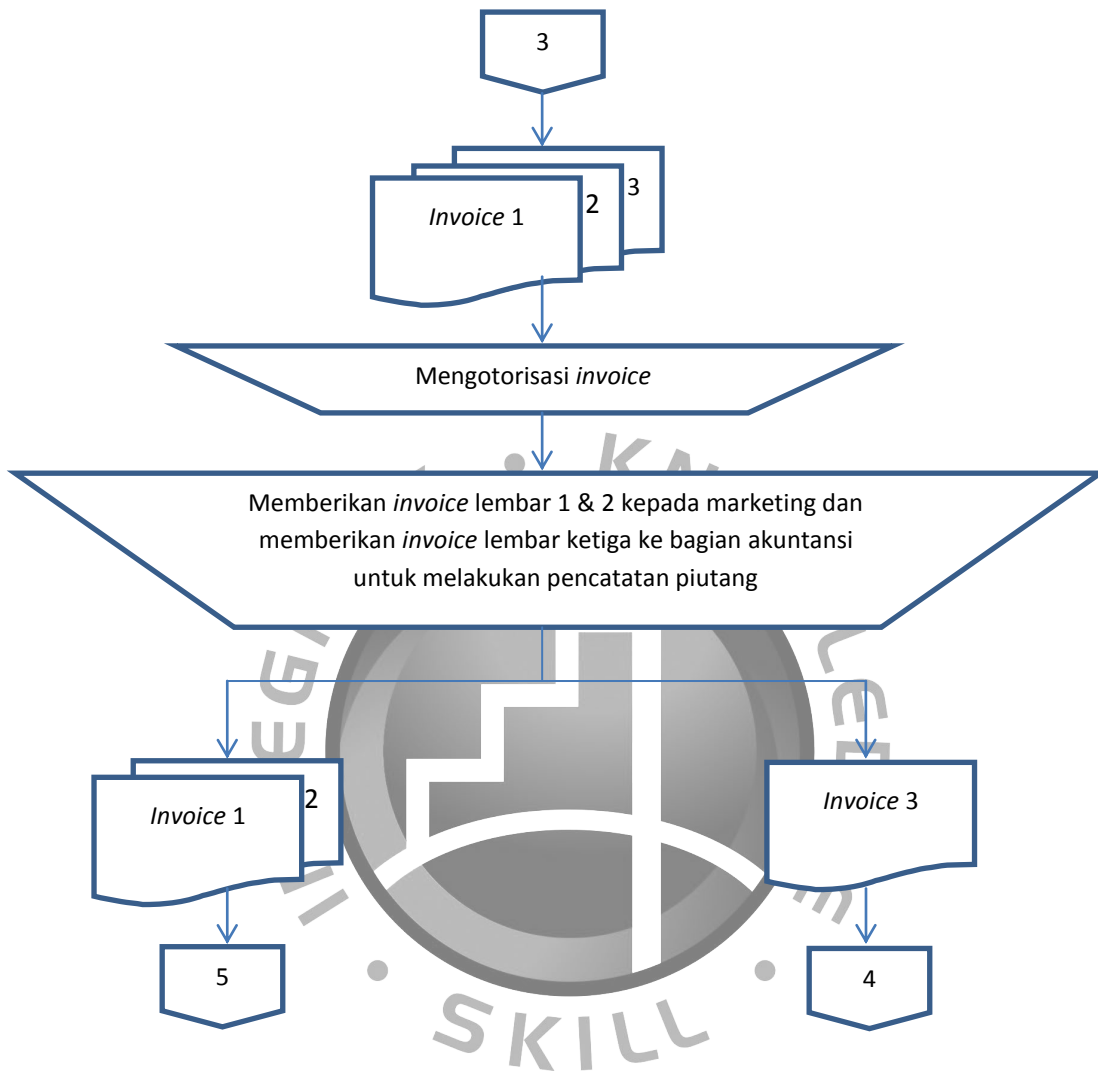 3
3
2
Invoice 1
Mengotorisasi invoice
Memberikan invoice lembar 1 & 2 kepada marketing dan
memberikan invoice lembar ketiga ke bagian akuntansi
untuk melakukan pencatatan piutang
2
Invoice 1
Invoice 3
5
4
SKILL